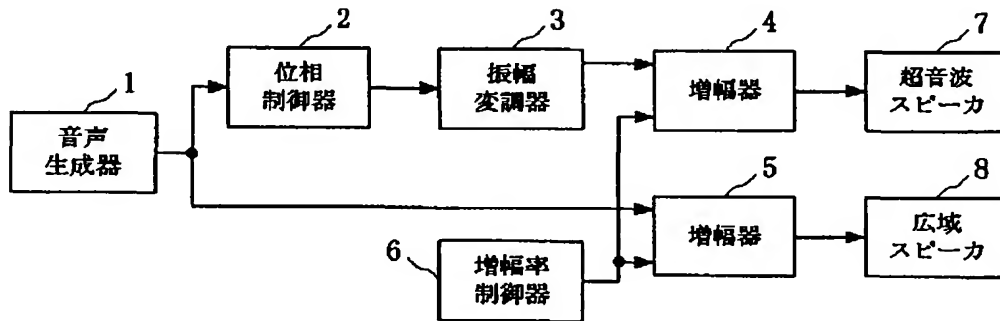 1
音声
生成器
2
位相
制御器
3
振幅
変調器
4
増幅器
7
超音波
スピーカ
5
増幅器
8
広域
スピーカ
6
増幅率
制御器